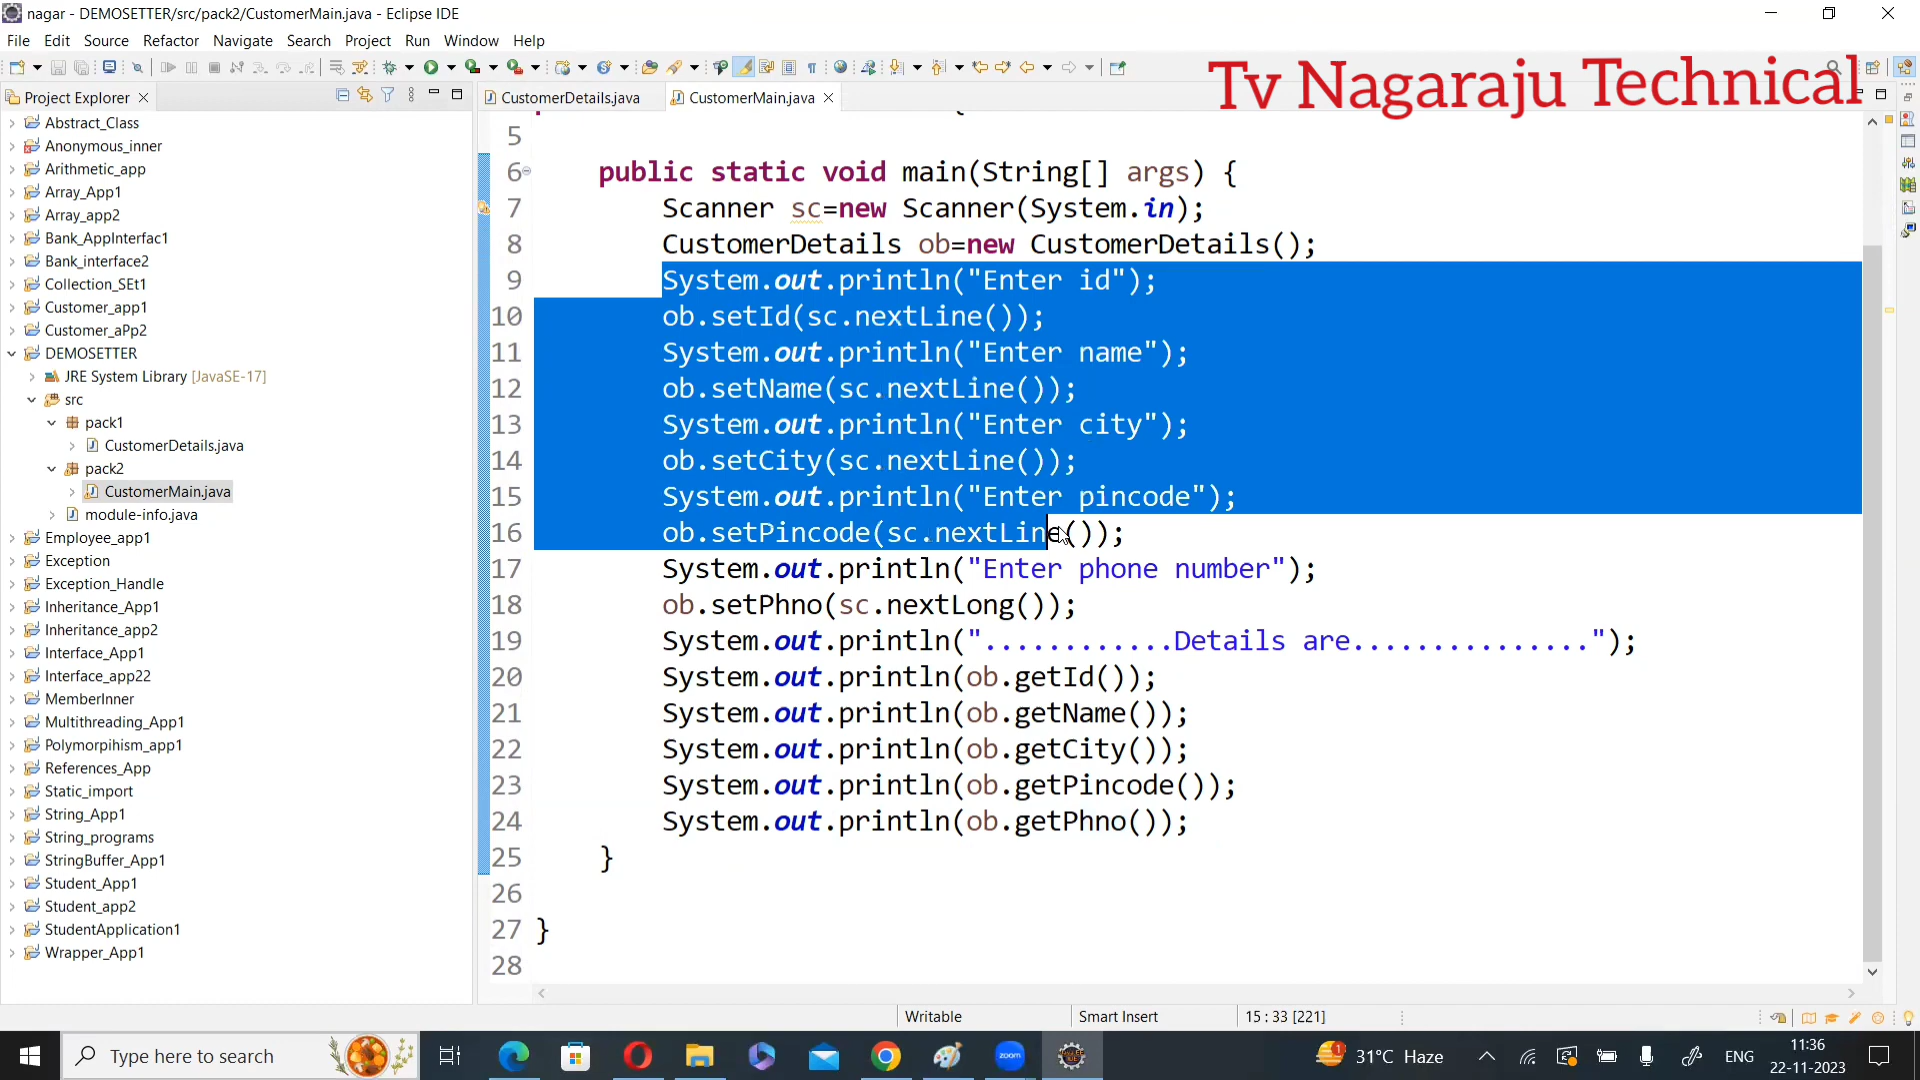 nagar - DEMOSETTER/src/pack2/CustomerMain.java - Eclipse IDE
File Edit Source Refactor Navigate Search Project Run Window Help
Tv Nagaraju Technical
Project Explorer
CustomerDetails.java
CustomerMain.java
Abstract_Class
Anonymous_inner
Arithmetic_app
Array_App1
Array_app2
Bank_AppInterfac1
Bank_interface2
Collection_SEt1
Customer_app1
Customer_aPp2
DEMOSETTER
JRE System Library [JavaSE-17]
src
pack1
CustomerDetails.java
pack2
CustomerMain.java
module-info.java
Employee_app1
Exception
Exception_Handle
Inheritance_App1
Inheritance_app2
Interface_App1
Interface_app22
MemberInner
Multithreading_App1
Polymorpihism_app1
References_App
Static_import
String_App1
String_programs
StringBuffer_App1
Student_App1
Student_app2
StudentApplication1
Wrapper_App1
5
6 public static void main(String[] args) {
7 Scanner sc=new Scanner(System.in);
8 CustomerDetails ob=new CustomerDetails();
9 System.out.println("Enter id");
10 ob.setId(sc.nextLine());
11 System.out.println("Enter name");
12 ob.setName(sc.nextLine());
13 System.out.println("Enter city");
14 ob.setCity(sc.nextLine());
15 System.out.println("Enter pincode");
16 ob.setPincode(sc.nextLine());
17 System.out.println("Enter phone number");
18 ob.setPhno(sc.nextLong());
19 System.out.println("............Details are...............");
20 System.out.println(ob.getId());
21 System.out.println(ob.getName());
22 System.out.println(ob.getCity());
23 System.out.println(ob.getPincode());
24 System.out.println(ob.getPhno());
25 }
26
27 }
28
Writable Smart Insert 15 : 33 [221]
Type here to search
zoom
1
31°C Haze
ENG
11:36
22-11-2023